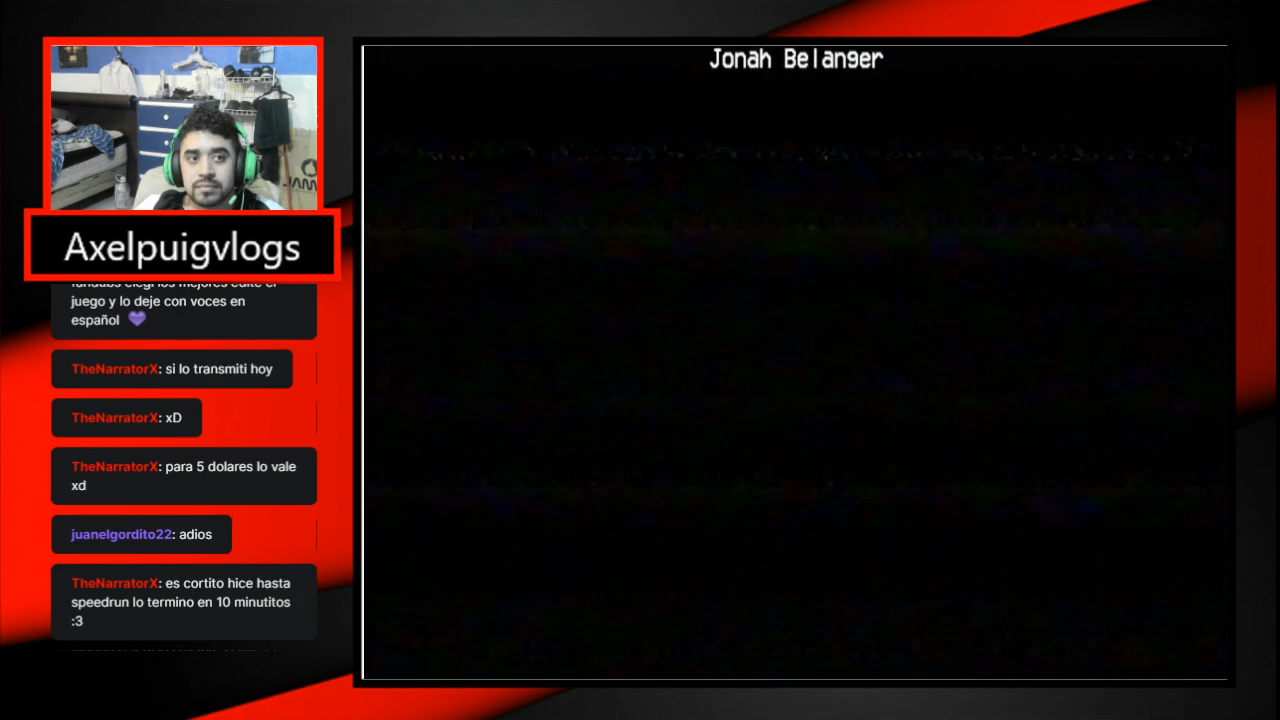 Jonah Belanger
Axelpuigvlogs
juego y lo deje con voces en
español 💜
TheNarratorX: si lo transmiti hoy
TheNarratorX: xD
TheNarratorX: para 5 dolares lo vale
xd
juanelgordito22: adios
TheNarratorX: es cortito hice hasta
speedrun lo termino en 10 minutitos
:3